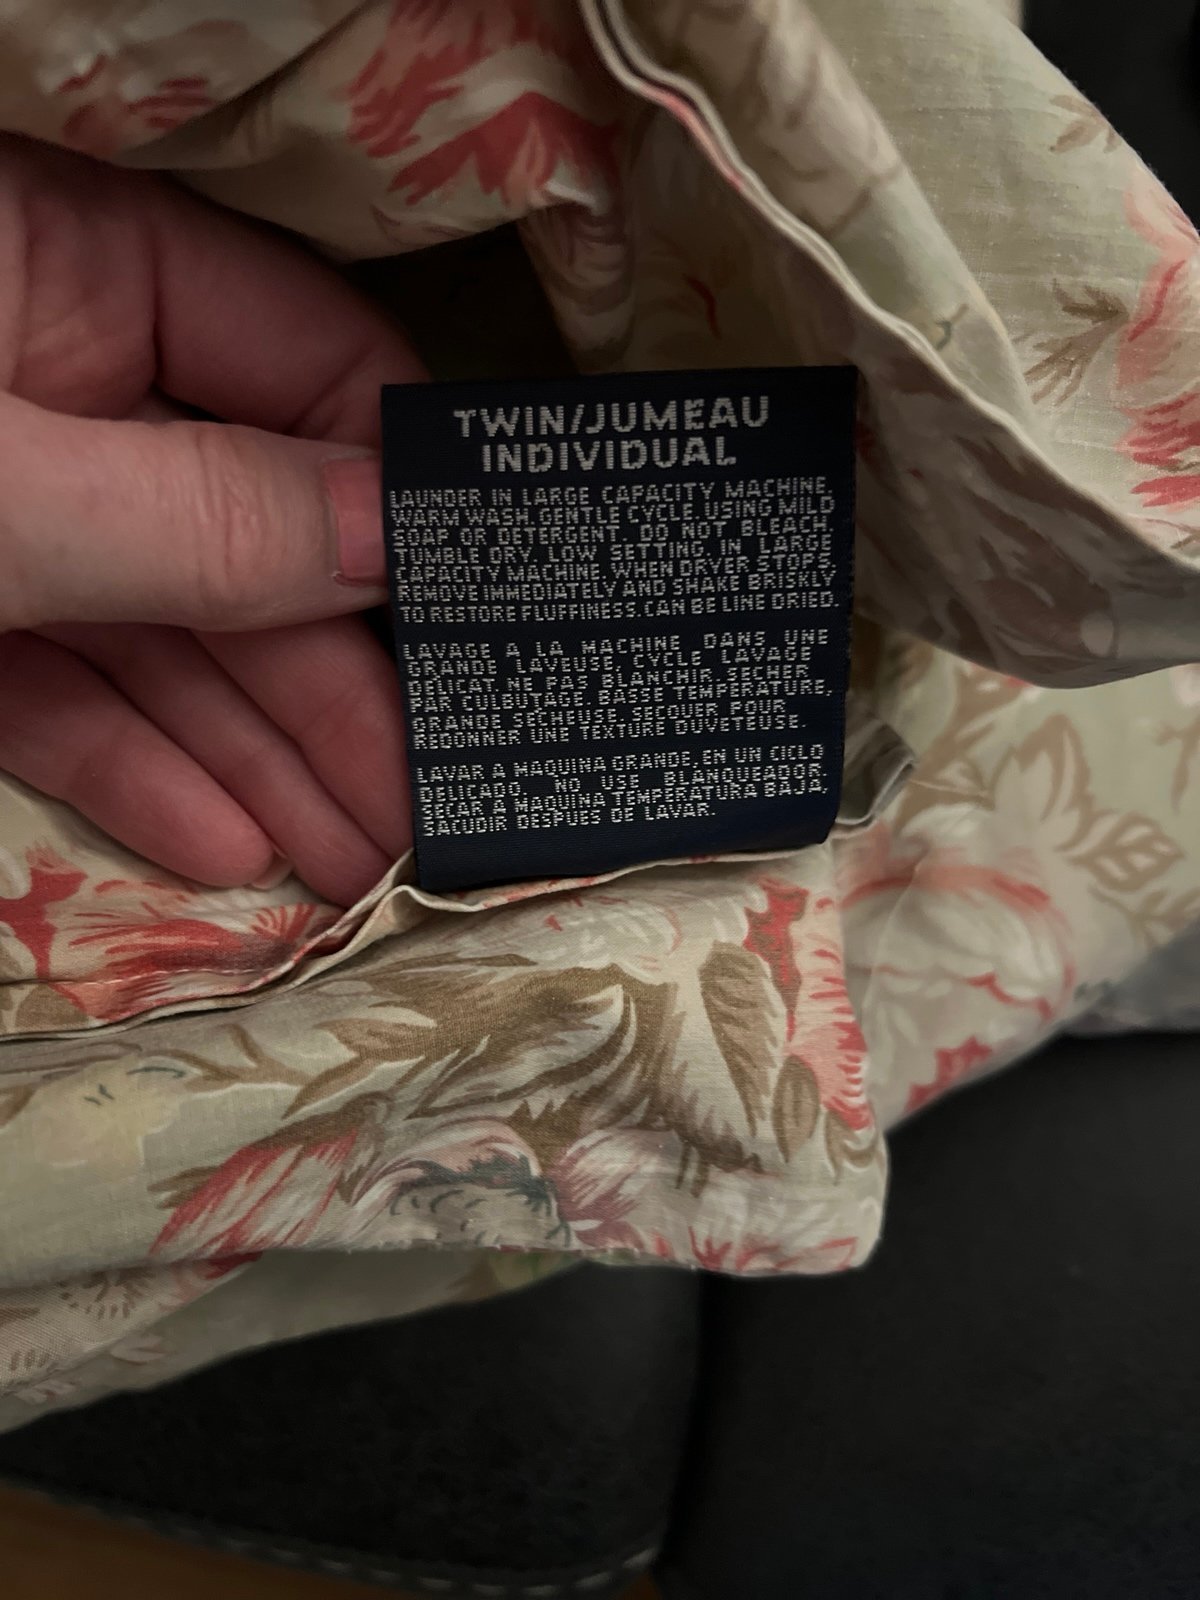 TWIN/JUMEAU
INDIVIDUAL
LAUNDER IN LARGE CAPACITY MACHINE,
WARM WASH, GENTLE CYCLE, USING MILD
SOAP OR DETERGENT. DO NOT BLEACH.
TUMBLE DRY, LOW SETTING, IN LARGE
CAPACITY MACHINE. WHEN DRYER STOPS,
REMOVE IMMEDIATELY AND SHAKE BRISKLY
TO RESTORE FLUFFINESS. CAN BE LINE DRIED.
LAVAGE A LA MACHINE DANS UNE
GRANDE LAVEUSE, CYCLE LAVAGE
DELICAT. NE PAS BLANCHIR. SECHER
PAR CULBUTAGE, BASSE TEMPERATURE,
GRANDE SECHEUSE. SECOUER POUR
REDONNER UNE TEXTURE DUVETEUSE.
LAVAR A MAQUINA GRANDE, EN UN CICLO
DELICADO. NO USE BLANQUEADOR.
SECAR A MAQUINA TEMPERATURA BAJA,
SACUDIR DESPUES DE LAVAR.